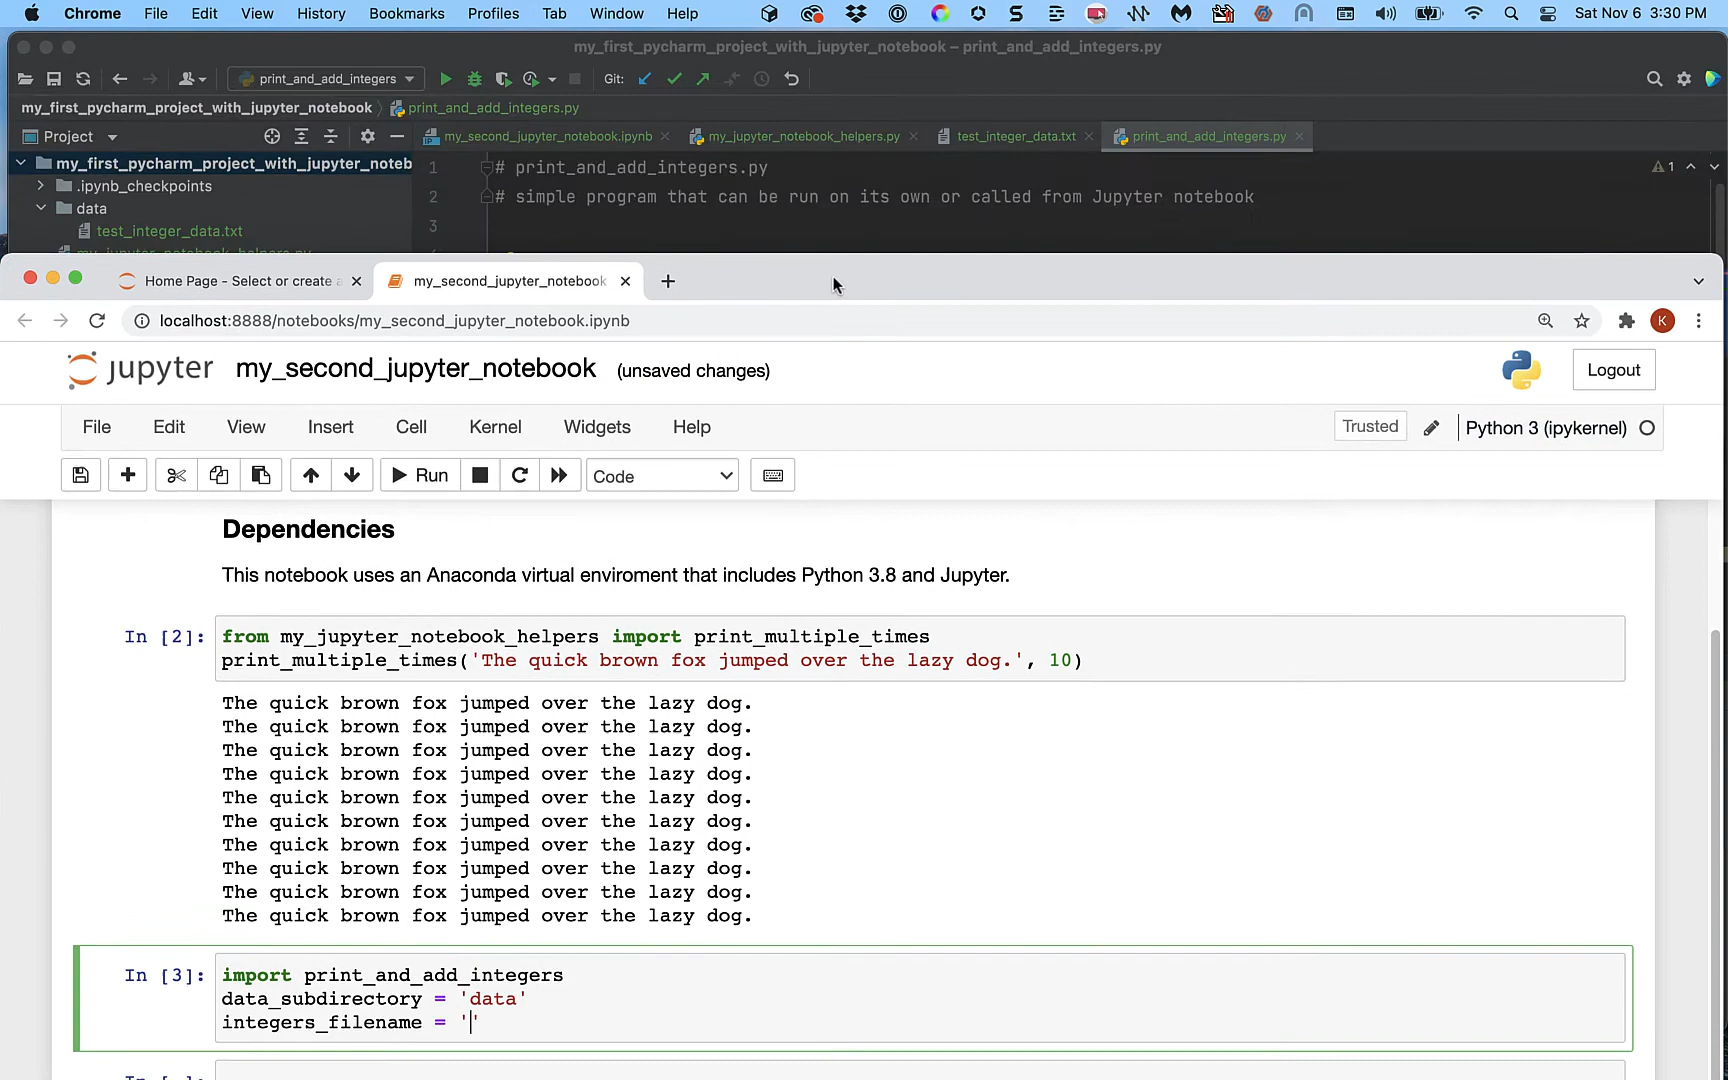 Chrome File Edit View History Bookmarks Profiles Tab Window Help Sat Nov 6 3:30 PM
my_first_pycharm_project_with_jupyter_notebook – print_and_add_integers.py
print_and_add_integers Git:
my_first_pycharm_project_with_jupyter_notebook print_and_add_integers.py
Project my_second_jupyter_notebook.ipynb my_jupyter_notebook_helpers.py test_integer_data.txt print_and_add_integers.py
my_first_pycharm_project_with_jupyter_noteb 1 # print_and_add_integers.py 1
.ipynb_checkpoints 2 # simple program that can be run on its own or called from Jupyter notebook
data
test_integer_data.txt 3
Home Page - Select or create a my_second_jupyter_notebook
localhost:8888/notebooks/my_second_jupyter_notebook.ipynb K
jupyter my_second_jupyter_notebook (unsaved changes) Logout
File Edit View Insert Cell Kernel Widgets Help Trusted Python 3 (ipykernel)
Run Code
Dependencies
This notebook uses an Anaconda virtual enviroment that includes Python 3.8 and Jupyter.
In [2]: from my_jupyter_notebook_helpers import print_multiple_times
print_multiple_times('The quick brown fox jumped over the lazy dog.', 10)
The quick brown fox jumped over the lazy dog.
The quick brown fox jumped over the lazy dog.
The quick brown fox jumped over the lazy dog.
The quick brown fox jumped over the lazy dog.
The quick brown fox jumped over the lazy dog.
The quick brown fox jumped over the lazy dog.
The quick brown fox jumped over the lazy dog.
The quick brown fox jumped over the lazy dog.
The quick brown fox jumped over the lazy dog.
The quick brown fox jumped over the lazy dog.
In [3]: import print_and_add_integers
data_subdirectory = 'data'
integers_filename = ''